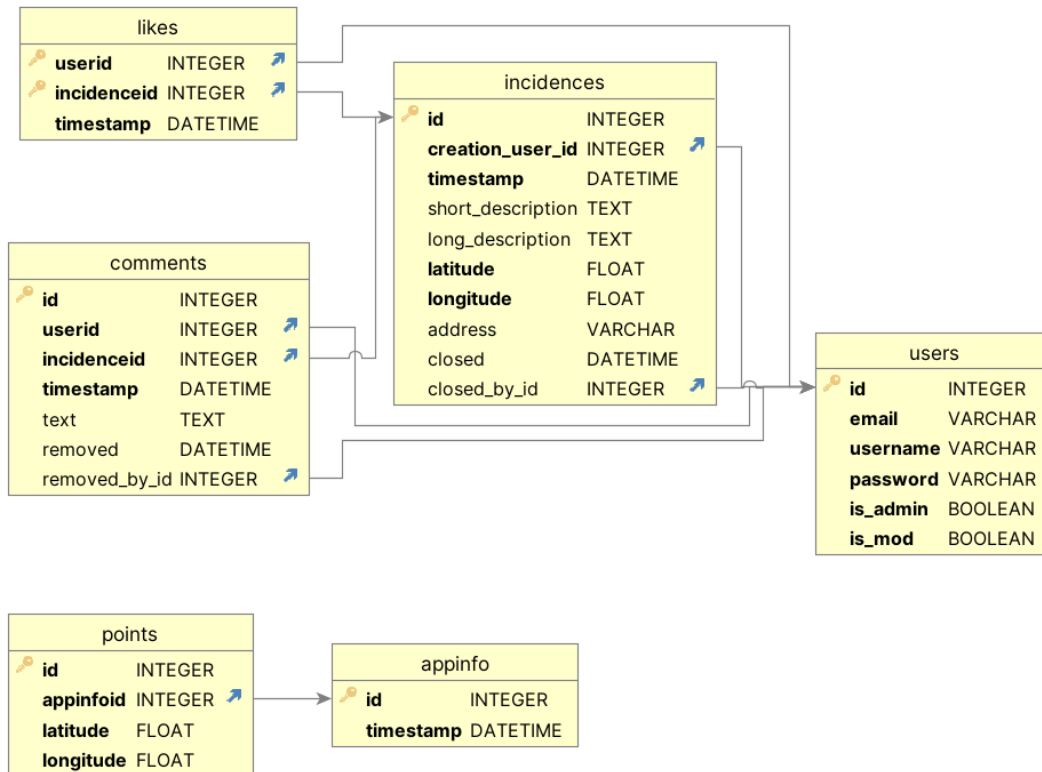 likes
userid INTEGER
incidenceid INTEGER
timestamp DATETIME
incidences
id INTEGER
creation_user_id INTEGER
timestamp DATETIME
short_description TEXT
long_description TEXT
latitude FLOAT
longitude FLOAT
address VARCHAR
closed DATETIME
closed_by_id INTEGER
comments
id INTEGER
userid INTEGER
incidenceid INTEGER
timestamp DATETIME
text TEXT
removed DATETIME
removed_by_id INTEGER
users
id INTEGER
email VARCHAR
username VARCHAR
password VARCHAR
is_admin BOOLEAN
is_mod BOOLEAN
points
id INTEGER
appinfoid INTEGER
latitude FLOAT
longitude FLOAT
appinfo
id INTEGER
timestamp DATETIME